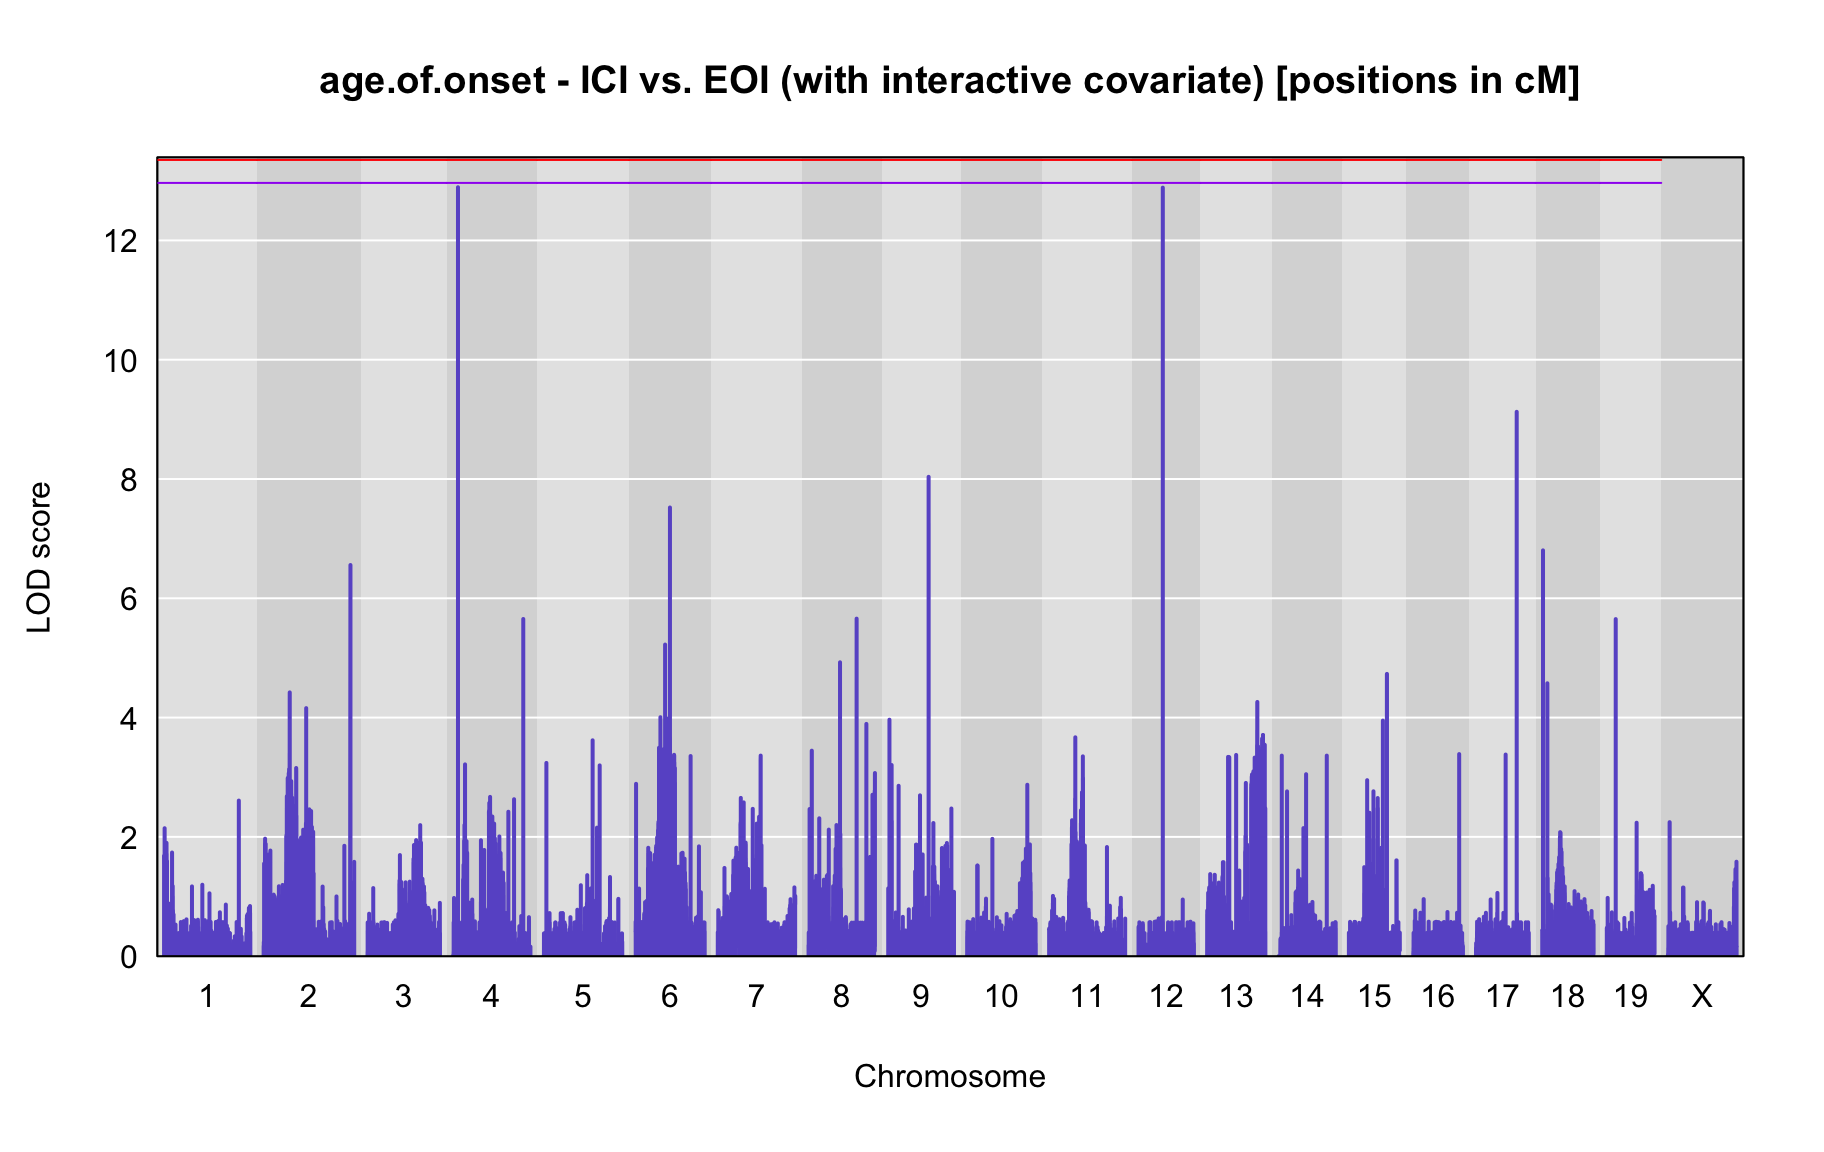 age.of.onset - ICI vs. EOI (with interactive covariate) [positions in cM]
LOD score
12
10
8
6
4
2
0
1 2 3 4 5 6 7 8 9 10 11 12 13 14 15 16 17 18 19 X
Chromosome